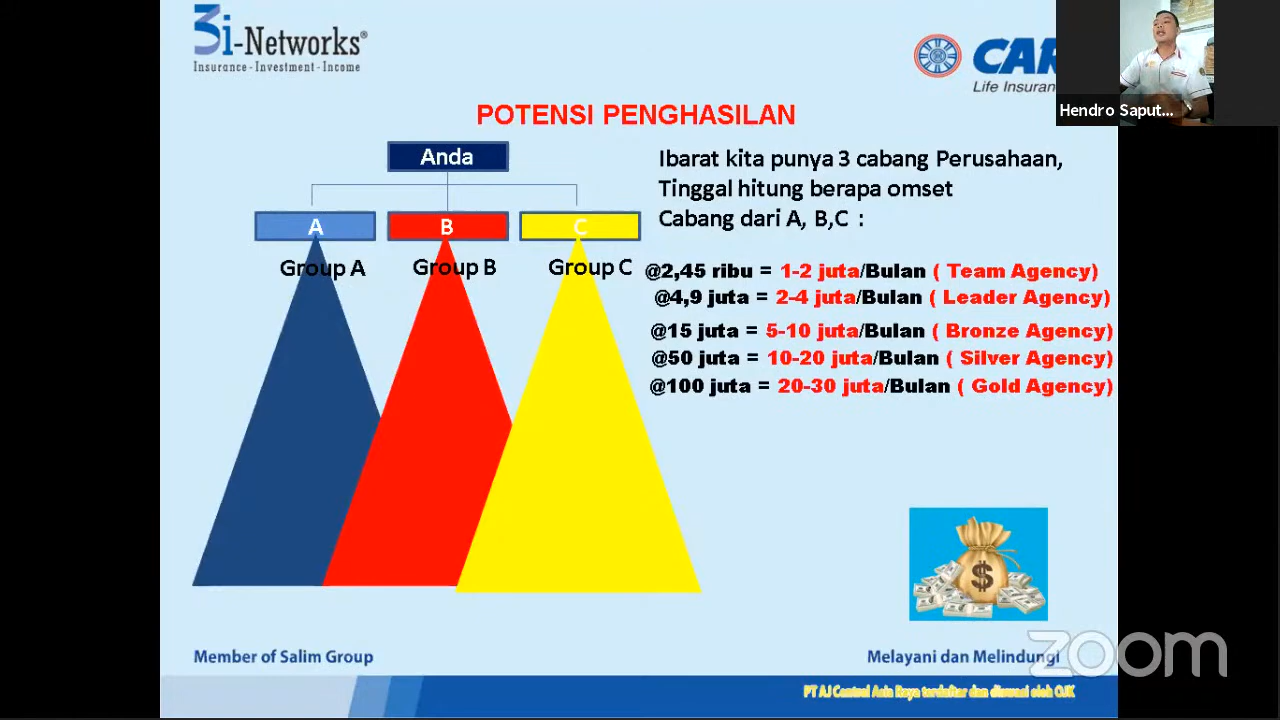 3i-Networks®
Insurance - Investment - Income
CAR
Life Insuran
Hendro Saput...
POTENSI PENGHASILAN
Anda
A
B
C
Group A
Group B
Group C
Ibarat kita punya 3 cabang Perusahaan,
Tinggal hitung berapa omset
Cabang dari A, B,C :
@2,45 ribu = 1-2 juta/Bulan ( Team Agency)
@4,9 juta = 2-4 juta/Bulan ( Leader Agency)
@15 juta = 5-10 juta/Bulan ( Bronze Agency)
@50 juta = 10-20 juta/Bulan ( Silver Agency)
@100 juta = 20-30 juta/Bulan ( Gold Agency)
$
Member of Salim Group
Melayani dan Melindungi
zoom
PT AJ Central Asia Raya terdaftar dan diawasi oleh OJK